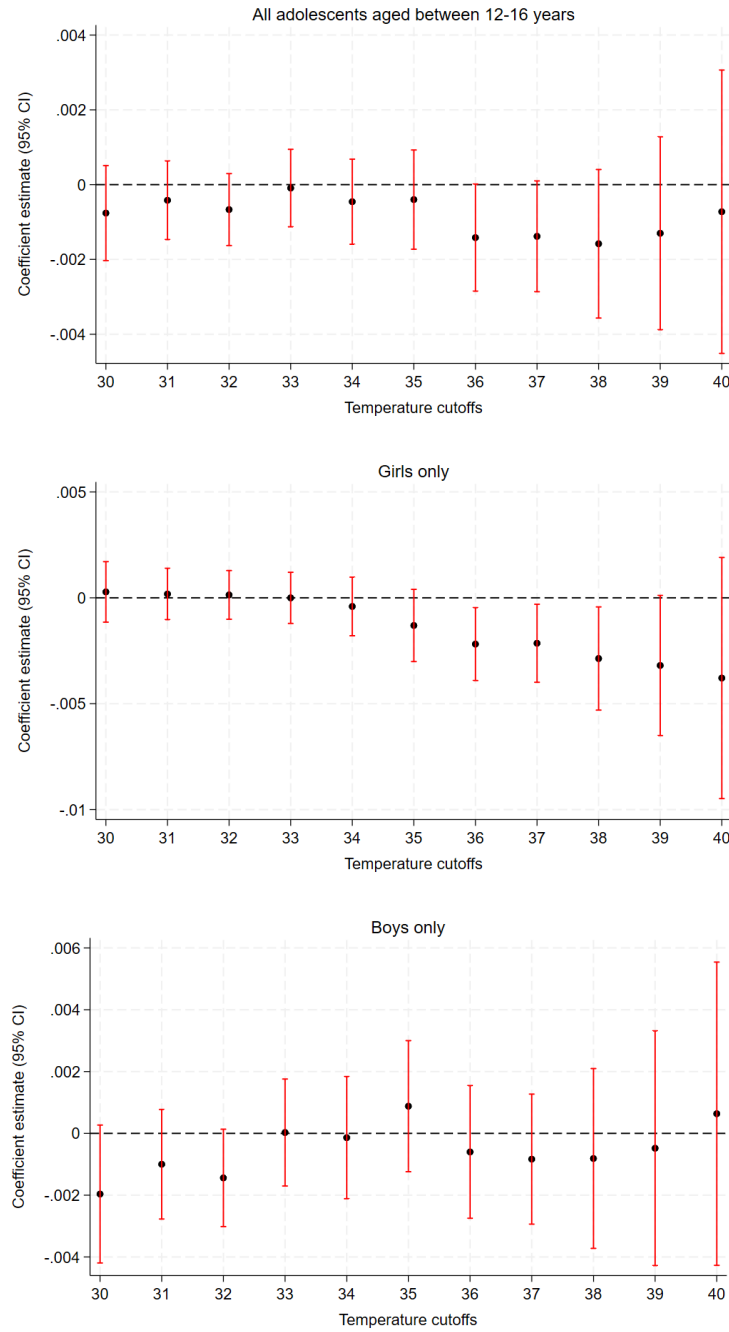 All adolescents aged between 12-16 years
Coefficient estimate (95% CI)
.004
.002
0
-.002
-.004
30 31 32 33 34 35 36 37 38 39 40
Temperature cutoffs
Girls only
Coefficient estimate (95% CI)
.005
0
-.005
-.01
30 31 32 33 34 35 36 37 38 39 40
Temperature cutoffs
Boys only
Coefficient estimate (95% CI)
.006
.004
.002
0
-.002
-.004
30 31 32 33 34 35 36 37 38 39 40
Temperature cutoffs